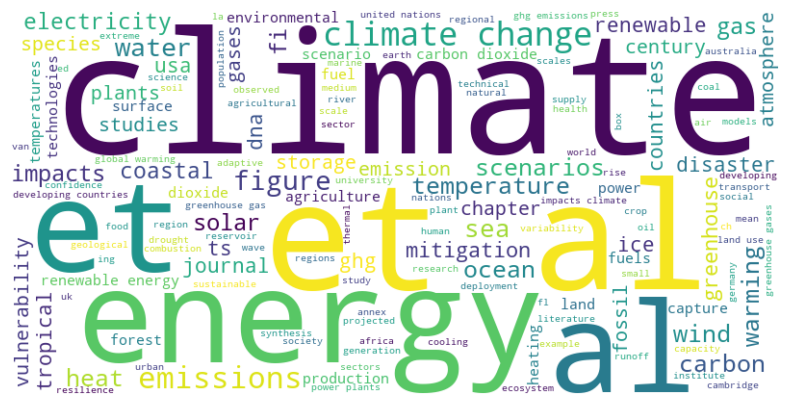 electricity
la
environmental
united nations
regional
ghg emissions
press
species
extreme
water
gases
fi
climate change
renewable
gas
usa
population
scenario
earth
carbon dioxide
century
atmosphere
climate
temperatures
technologies
ed
science
soil
plants
surface
studies
observed
agricultural
dna
marine
fuel
medium
scale
sector
river
scales
technical
natural
supply
health
box
countries
australia
coal
air
models
van
global warming
adaptive
storage
emission
world
scenarios
rise
disaster
impacts
confidence
coastal
figure
university
temperature
power
developing
developing countries
dioxide
agriculture
nations
plant
impacts climate
transport
social
et
et al
greenhouse gas
solar
thermal
chapter
crop
food
region
reservoir
human
sea
variability
oil
ch
mean
greenhouse
greenhouse gases
geological
drought
combustion
ts
wave
regions
mitigation
ice
land use
ing
journal
ghg
research
ocean
fuels
small
germany
warming
renewable energy
sustainable
study
deployment
vulnerability
tropical
uk
energy
al
annex
projected
fl
land
literature
fossil
capture
wind
forest
synthesis
society
africa
generation
cooling
heating
example
runoff
capacity
heat
urban
emissions
production
sectors
power plants
carbon
institute
resilience
ecosystem
cambridge